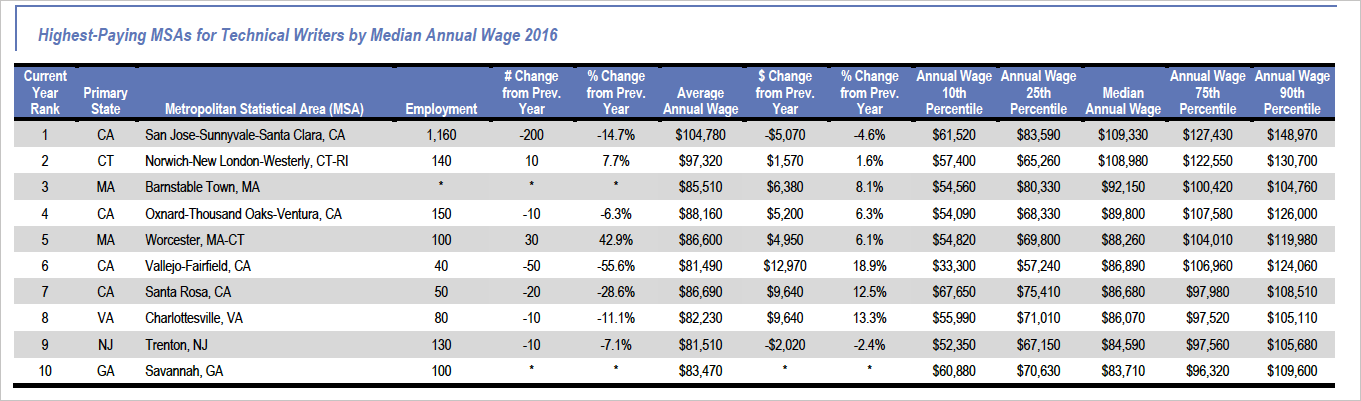 Highest-Paying MSAs for Technical Writers by Median Annual Wage 2016
Current Year Rank Primary State Metropolitan Statistical Area (MSA) Employment # Change from Prev. Year % Change from Prev. Year Average Annual Wage $ Change from Prev. Year % Change from Prev. Year Annual Wage 10th Percentile Annual Wage 25th Percentile Median Annual Wage Annual Wage 75th Percentile Annual Wage 90th Percentile
1 CA San Jose-Sunnyvale-Santa Clara, CA 1,160 -200 -14.7% $104,780 -$5,070 -4.6% $61,520 $83,590 $109,330 $127,430 $148,970
2 CT Norwich-New London-Westerly, CT-RI 140 10 7.7% $97,320 $1,570 1.6% $57,400 $65,260 $108,980 $122,550 $130,700
3 MA Barnstable Town, MA * * * $85,510 $6,380 8.1% $54,560 $80,330 $92,150 $100,420 $104,760
4 CA Oxnard-Thousand Oaks-Ventura, CA 150 -10 -6.3% $88,160 $5,200 6.3% $54,090 $68,330 $89,800 $107,580 $126,000
5 MA Worcester, MA-CT 100 30 42.9% $86,600 $4,950 6.1% $54,820 $69,800 $88,260 $104,010 $119,980
6 CA Vallejo-Fairfield, CA 40 -50 -55.6% $81,490 $12,970 18.9% $33,300 $57,240 $86,890 $106,960 $124,060
7 CA Santa Rosa, CA 50 -20 -28.6% $86,690 $9,640 12.5% $67,650 $75,410 $86,680 $97,980 $108,510
8 VA Charlottesville, VA 80 -10 -11.1% $82,230 $9,640 13.3% $55,990 $71,010 $86,070 $97,520 $105,110
9 NJ Trenton, NJ 130 -10 -7.1% $81,510 -$2,020 -2.4% $52,350 $67,150 $84,590 $97,560 $105,680
10 GA Savannah, GA 100 * * $83,470 * * $60,880 $70,630 $83,710 $96,320 $109,600